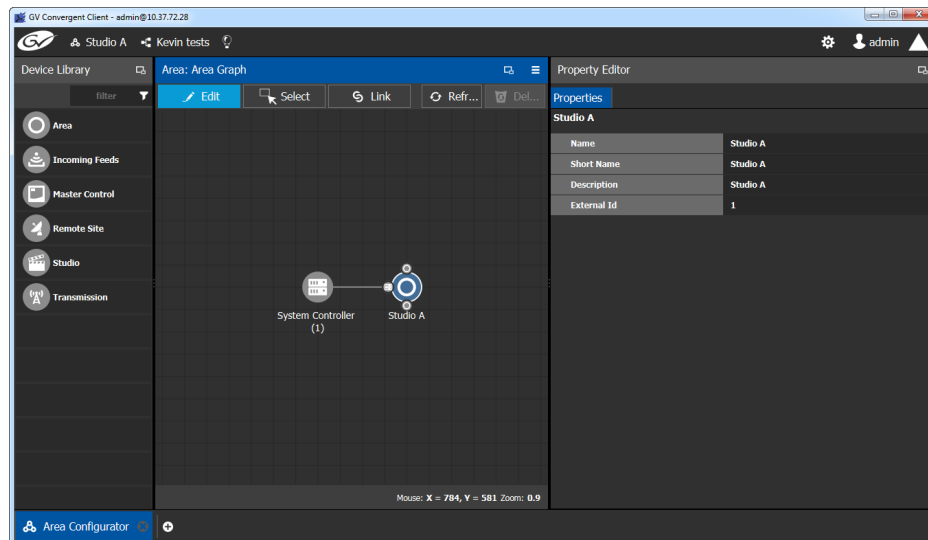 GV Convergent Client - admin@10.37.72.28
GV Studio A Kevin tests admin
Device Library
Area: Area Graph
Property Editor
filter
Edit Select Link Refr... Del...
Properties
Studio A
Area
Incoming Feeds
Master Control
Remote Site
Studio
Transmission
Name Studio A
Short Name Studio A
Description Studio A
External Id 1
System Controller
(1)
Studio A
Mouse: X = 784, Y = 581 Zoom: 0.9
Area Configurator